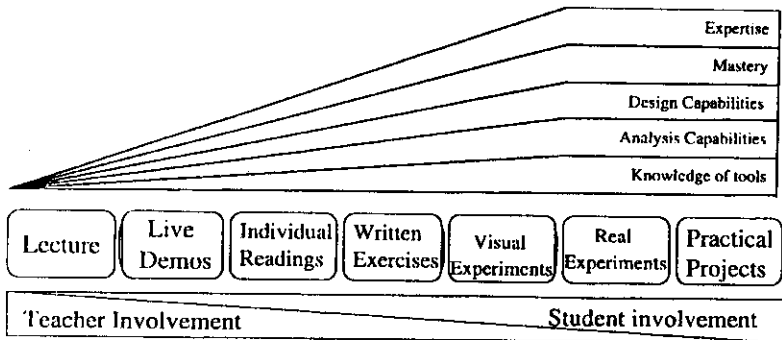 Expertise
Mastery
Design Capabilities
Analysis Capabilities
Knowledge of tools
Lecture
Live
Demos
Individual
Readings
Written
Exercises
Visual
Experiments
Real
Experiments
Practical
Projects
Teacher Involvement
Student involvement